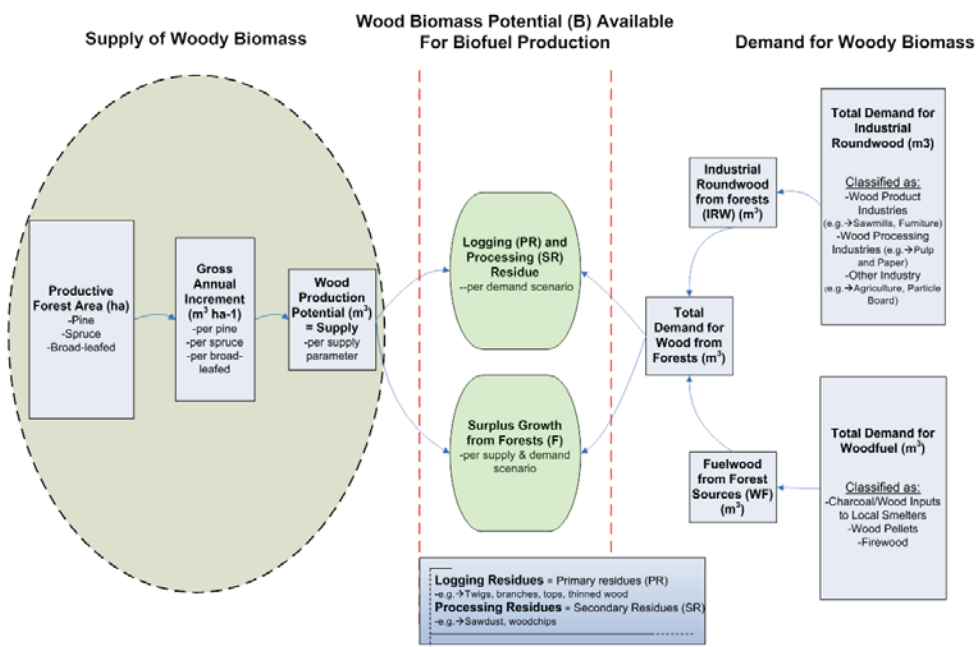 Supply of Woody Biomass
Wood Biomass Potential (B) Available
For Biofuel Production
Demand for Woody Biomass
Productive
Forest Area (ha)
-Pine
-Spruce
-Broad-leafed
Gross
Annual
Increment
(m³ ha-1)
-per pine
-per spruce
-per broad-
leafed
Wood
Production
Potential (m³)
= Supply
-per supply
parameter
Logging (PR) and
Processing (SR)
Residue
--per demand scenario
Surplus Growth
from Forests (F)
-per supply & demand
scenario
Total
Demand for
Wood from
Forests (m³)
Industrial
Roundwood
from forests
(IRW) (m³)
Fuelwood
from Forest
Sources (WF)
(m³)
Total Demand for
Industrial
Roundwood (m3)
Classified as:
-Wood Product
Industries
(e.g.→Sawmills, Furniture)
-Wood Processing
Industries (e.g.→Pulp
and Paper)
-Other Industry
(e.g.→Agriculture, Particle
Board)
Total Demand for
Woodfuel (m³)
Classified as:
-Charcoal/Wood Inputs
to Local Smelters
-Wood Pellets
-Firewood
Logging Residues = Primary residues (PR)
-e.g.→Twigs, branches, tops, thinned wood
Processing Residues = Secondary Residues (SR)
-e.g.→Sawdust, woodchips